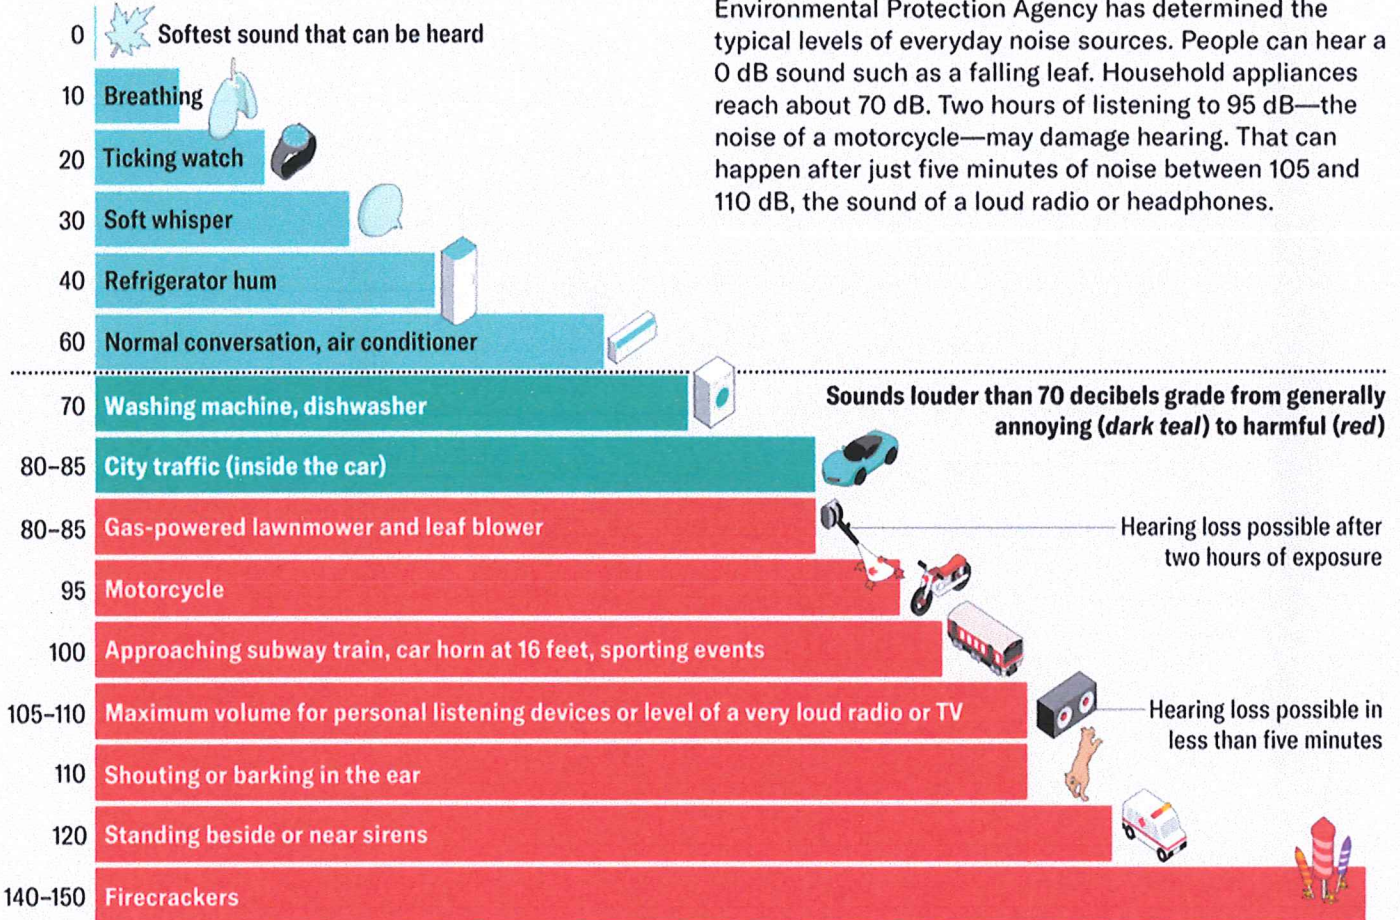 Environmental Protection Agency has determined the
typical levels of everyday noise sources. People can hear a
0 dB sound such as a falling leaf. Household appliances
reach about 70 dB. Two hours of listening to 95 dB—the
noise of a motorcycle—may damage hearing. That can
happen after just five minutes of noise between 105 and
110 dB, the sound of a loud radio or headphones.
0 Softest sound that can be heard
10 Breathing
20 Ticking watch
30 Soft whisper
40 Refrigerator hum
60 Normal conversation, air conditioner
70 Washing machine, dishwasher
Sounds louder than 70 decibels grade from generally
annoying (dark teal) to harmful (red)
80–85 City traffic (inside the car)
80–85 Gas-powered lawnmower and leaf blower
Hearing loss possible after
two hours of exposure
95 Motorcycle
100 Approaching subway train, car horn at 16 feet, sporting events
105–110 Maximum volume for personal listening devices or level of a very loud radio or TV
Hearing loss possible in
less than five minutes
110 Shouting or barking in the ear
120 Standing beside or near sirens
140–150 Firecrackers